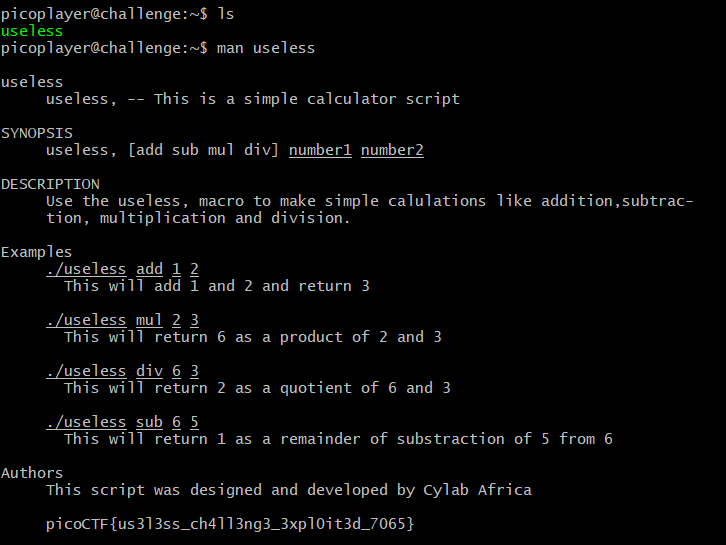 picoplayer@challenge:~$ ls
useless
picoplayer@challenge:~$ man useless
useless
useless, -- This is a simple calculator script
SYNOPSIS
useless, [add sub mul div] number1 number2
DESCRIPTION
Use the useless, macro to make simple calulations like addition,subtrac-
tion, multiplication and division.
Examples
./useless add 1 2
This will add 1 and 2 and return 3
./useless mul 2 3
This will return 6 as a product of 2 and 3
./useless div 6 3
This will return 2 as a quotient of 6 and 3
./useless sub 6 5
This will return 1 as a remainder of substraction of 5 from 6
Authors
This script was designed and developed by Cylab Africa
picoCTF{us3l3ss_ch4ll3ng3_3xpl0it3d_7065}